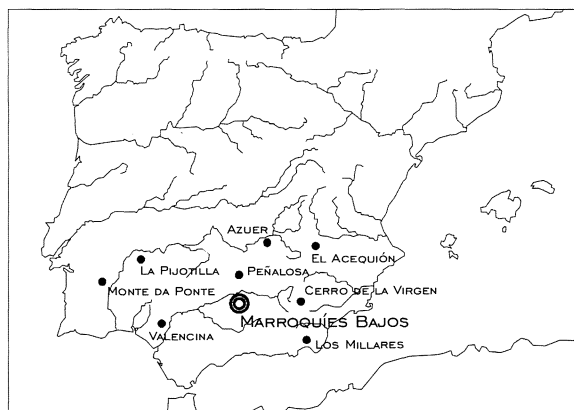 AZUER
EL ACEQUIÓN
LA PIJOTILLA
PEÑALOSA
MONTE DA PONTE
CERRO DE LA VIRGEN
MARROQUÍES BAJOS
VALENCINA
LOS MILLARES